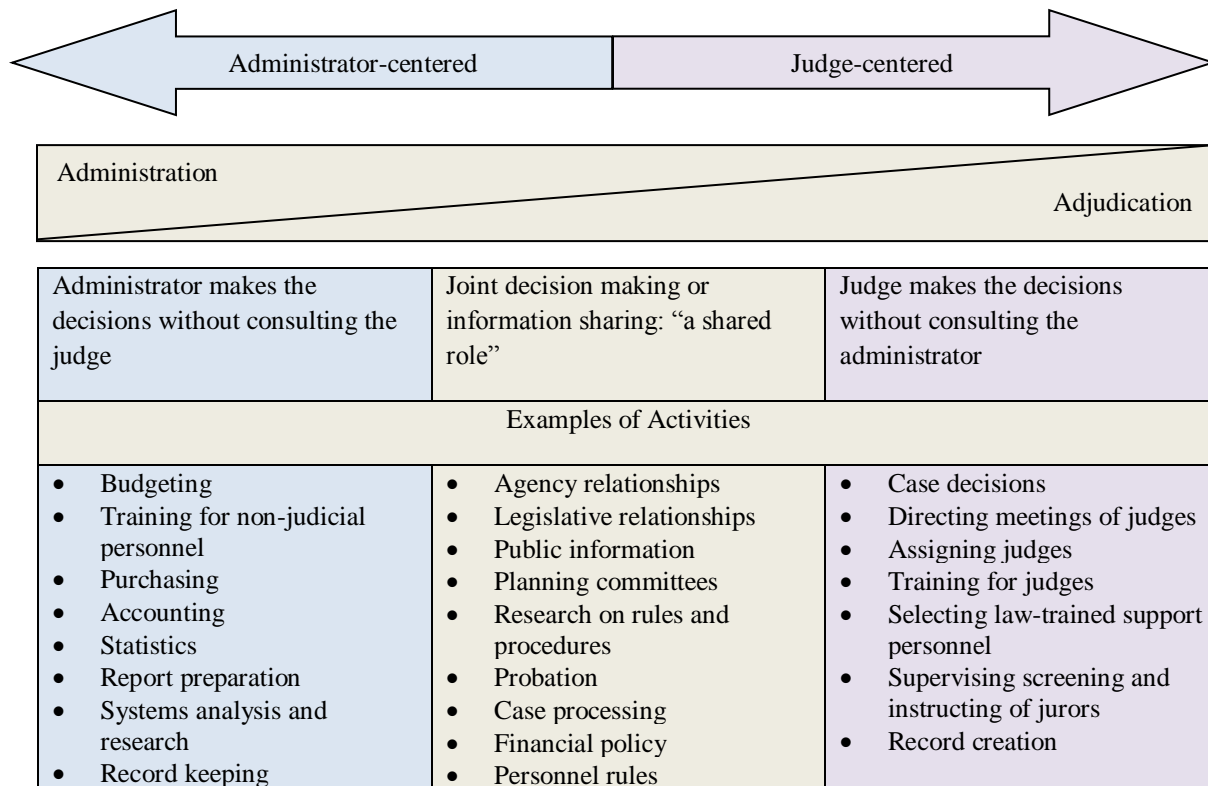 Administrator-centered
Judge-centered
Administration
Adjudication
Administrator makes the
decisions without consulting the
judge
Joint decision making or
information sharing: “a shared
role”
Judge makes the decisions
without consulting the
administrator
Examples of Activities
• Budgeting
• Training for non-judicial
personnel
• Purchasing
• Accounting
• Statistics
• Report preparation
• Systems analysis and
research
• Record keeping
• Agency relationships
• Legislative relationships
• Public information
• Planning committees
• Research on rules and
procedures
• Probation
• Case processing
• Financial policy
• Personnel rules
• Case decisions
• Directing meetings of judges
• Assigning judges
• Training for judges
• Selecting law-trained support
personnel
• Supervising screening and
instructing of jurors
• Record creation